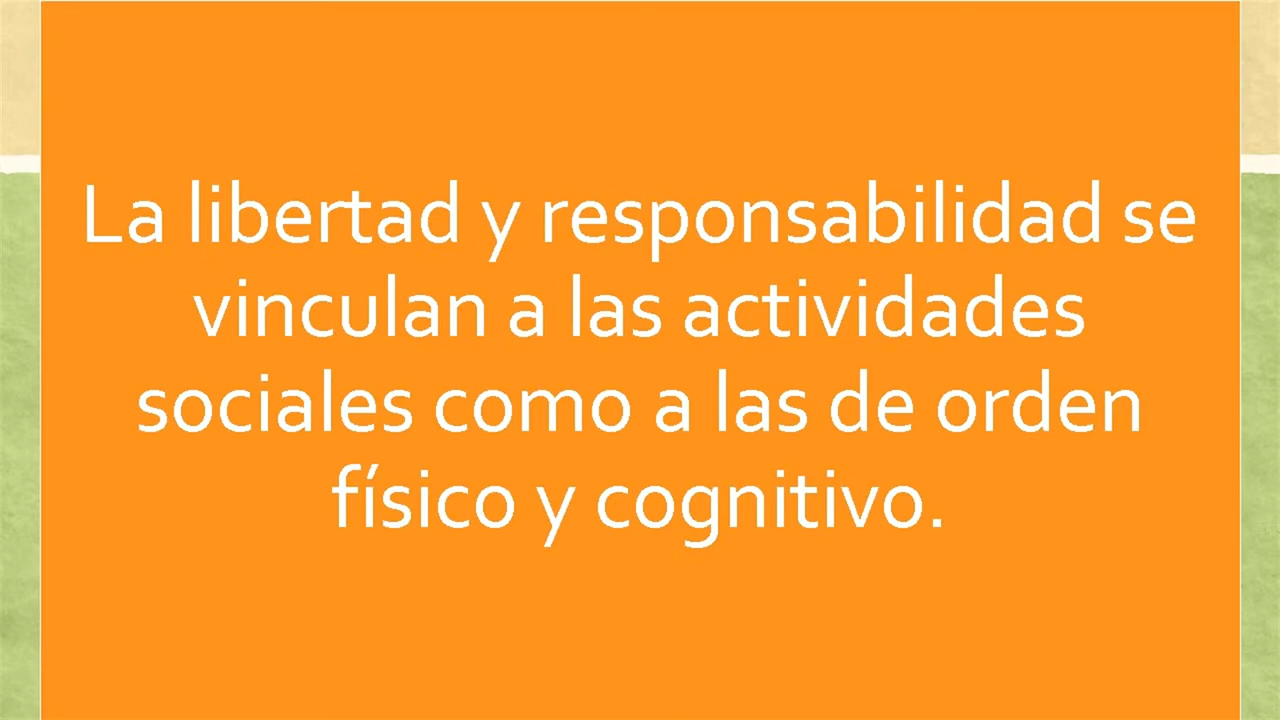 La libertad y responsabilidad se
vinculan a las actividades
sociales como a las de orden
físico y cognitivo.